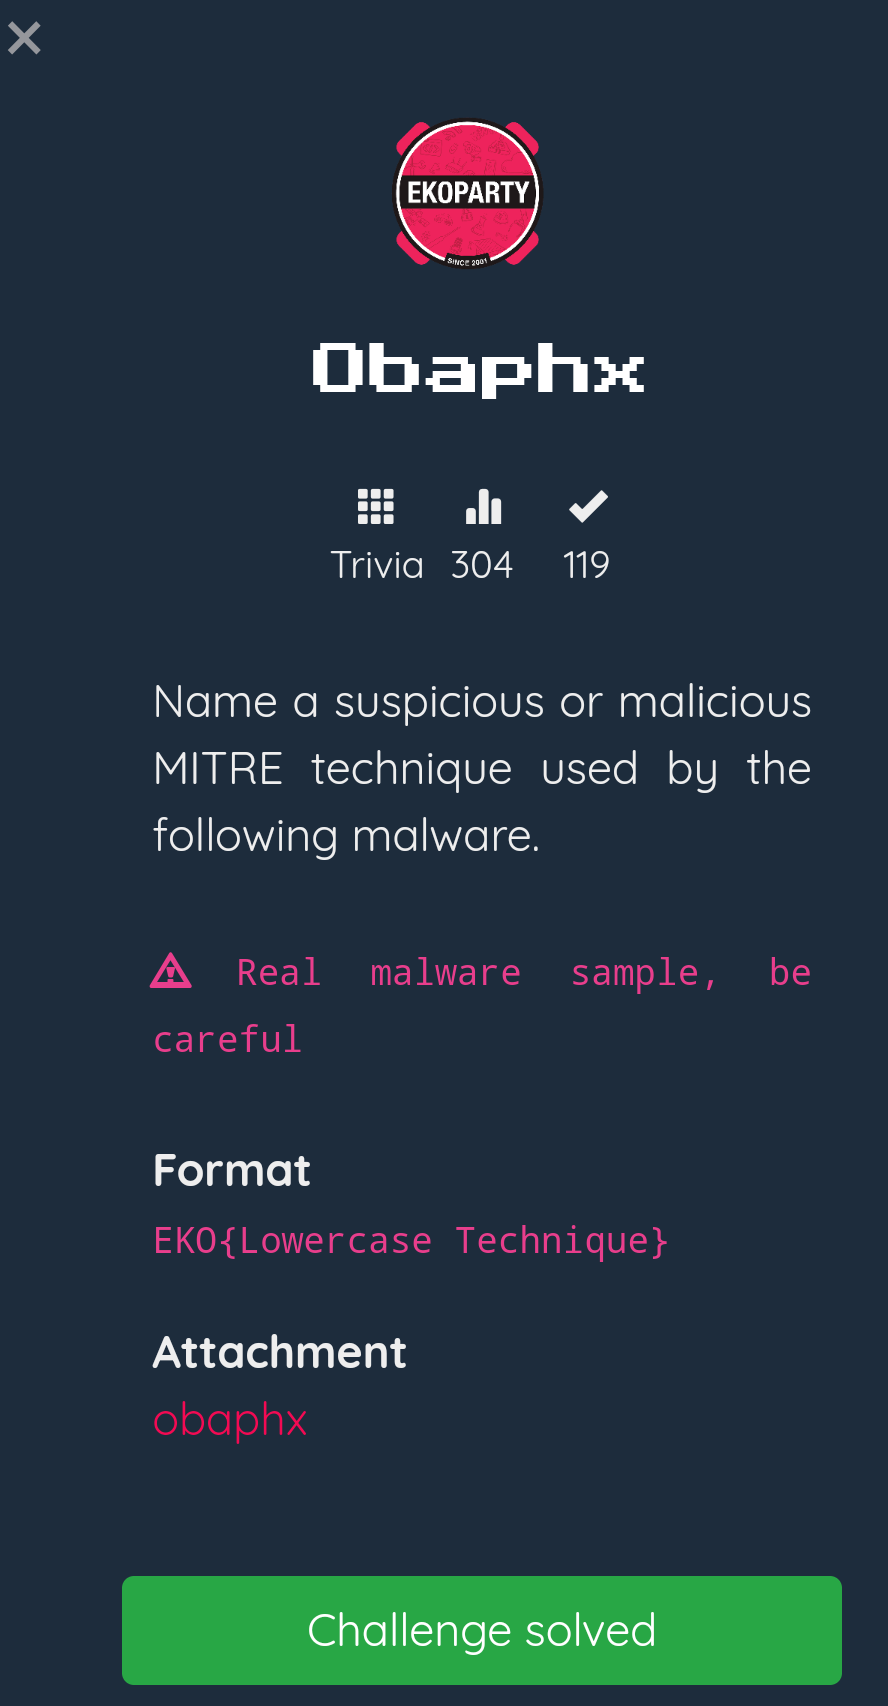 EKOPARTY
SINCE 2001
Obaphx
Trivia 304 119
Name a suspicious or malicious
MITRE technique used by the
following malware.
Real malware sample, be
careful
Format
EKO{Lowercase Technique}
Attachment
obaphx
Challenge solved